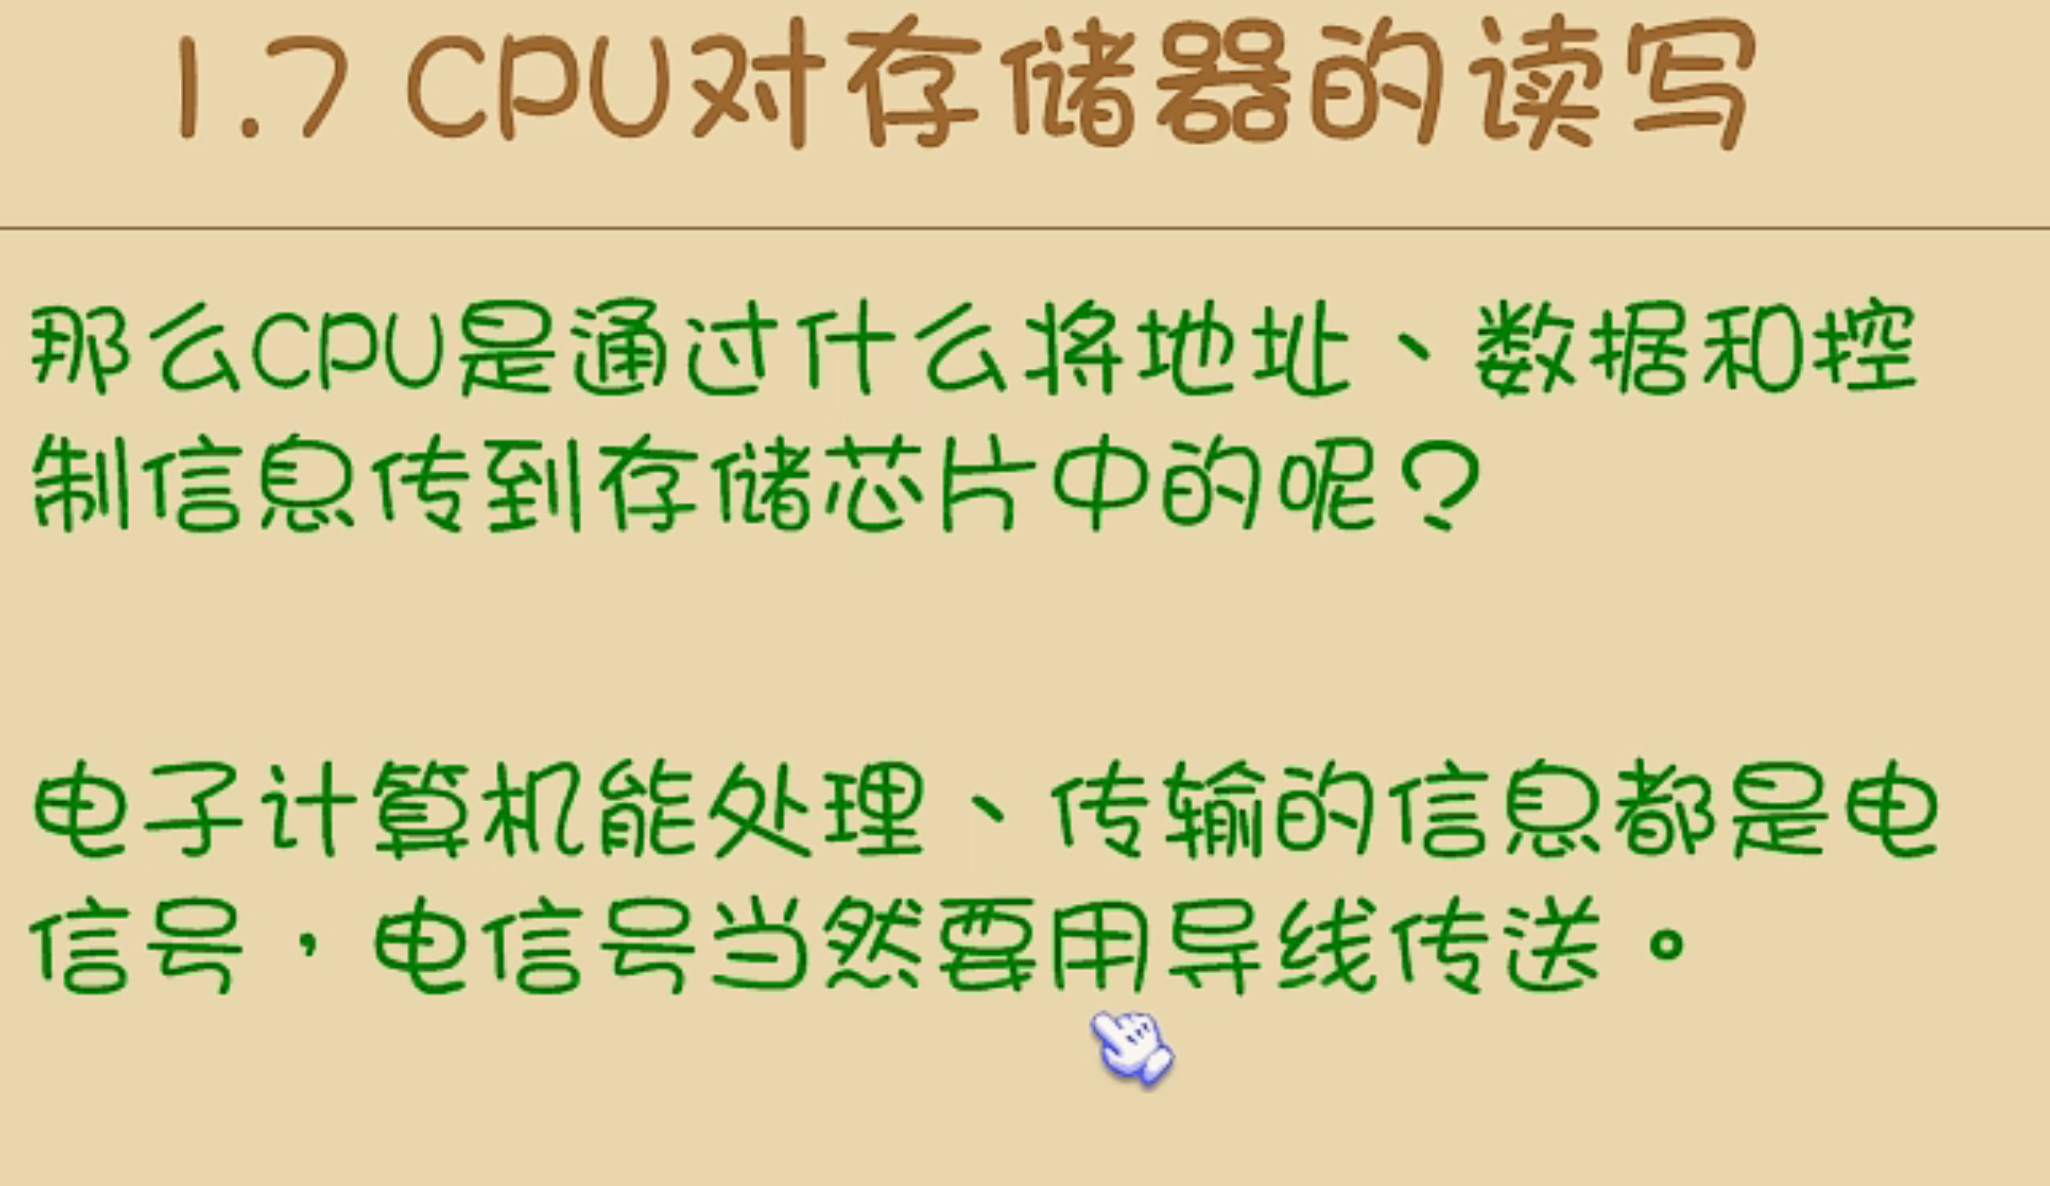 1.7 CPU对存储器的读写
那么CPU是通过什么将地址、数据和控
制信息传到存储芯片中的呢？
电子计算机能处理、传输的信息都是电
信号，电信号当然要用导线传送。